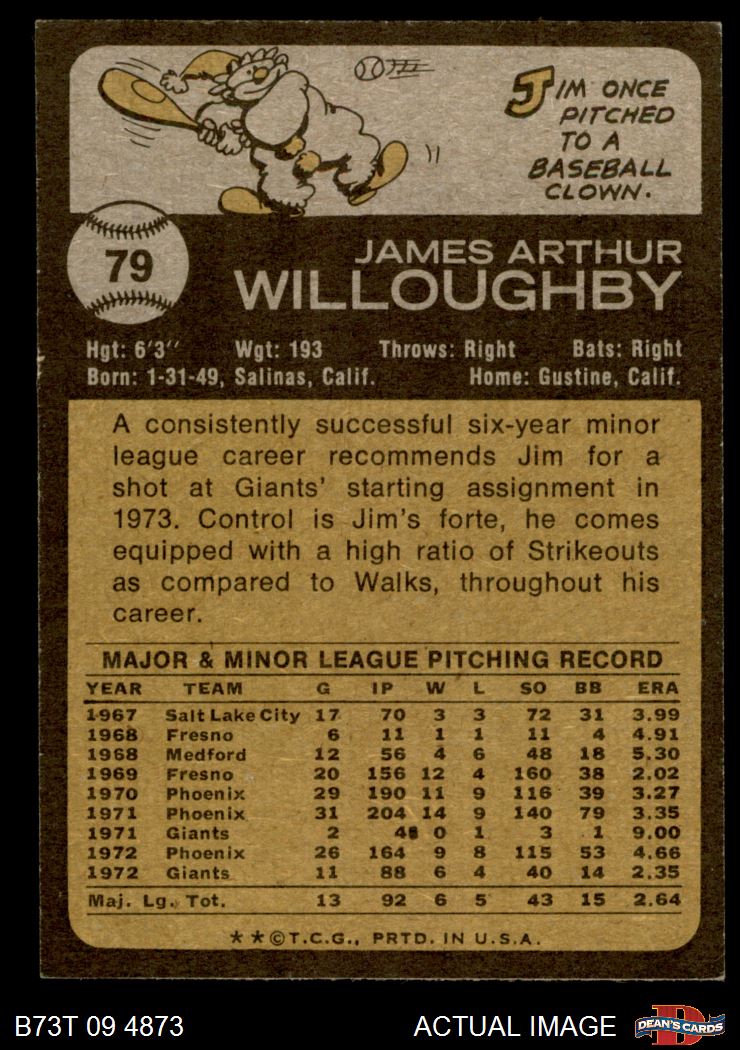 JIM ONCE
PITCHED
TO A
BASEBALL
CLOWN.
79
JAMES ARTHUR
WILLOUGHBY
Hgt: 6'3" Wgt: 193 Throws: Right Bats: Right
Born: 1-31-49, Salinas, Calif. Home: Gustine, Calif.
A consistently successful six-year minor
league career recommends Jim for a
shot at Giants' starting assignment in
1973. Control is Jim's forte, he comes
equipped with a high ratio of Strikeouts
as compared to Walks, throughout his
career.
MAJOR & MINOR LEAGUE PITCHING RECORD
YEAR TEAM G IP W L SO BB ERA
1967 Salt Lake City 17 70 3 3 72 31 3.99
1968 Fresno 6 11 1 1 11 4 4.91
1968 Medford 12 56 4 6 48 18 5.30
1969 Fresno 20 156 12 4 160 38 2.02
1970 Phoenix 29 190 11 9 116 39 3.27
1971 Phoenix 31 204 14 9 140 79 3.35
1971 Giants 2 4 0 1 3 1 9.00
1972 Phoenix 26 164 9 8 115 53 4.66
1972 Giants 11 88 6 4 40 14 2.35
Maj. Lg. Tot. 13 92 6 5 43 15 2.64
**©T.C.G., PRTD. IN U.S.A.
B73T 09 4873 ACTUAL IMAGE
D
DEAN'S CARDS